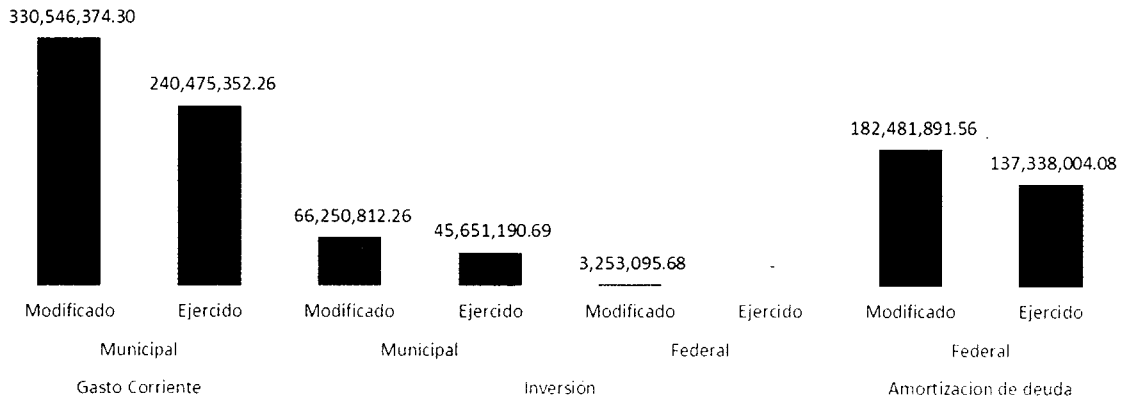 330,546,374.30
240,475,352.26
182,481,891.56
137,338,004.08
66,250,812.26
45,651,190.69
3,253,095.68
-
Modificado Ejercido Modificado Ejercido Modificado Ejercido Modificado Ejercido
Municipal Municipal Federal Federal
Gasto Corriente Inversión Amortizacion de deuda